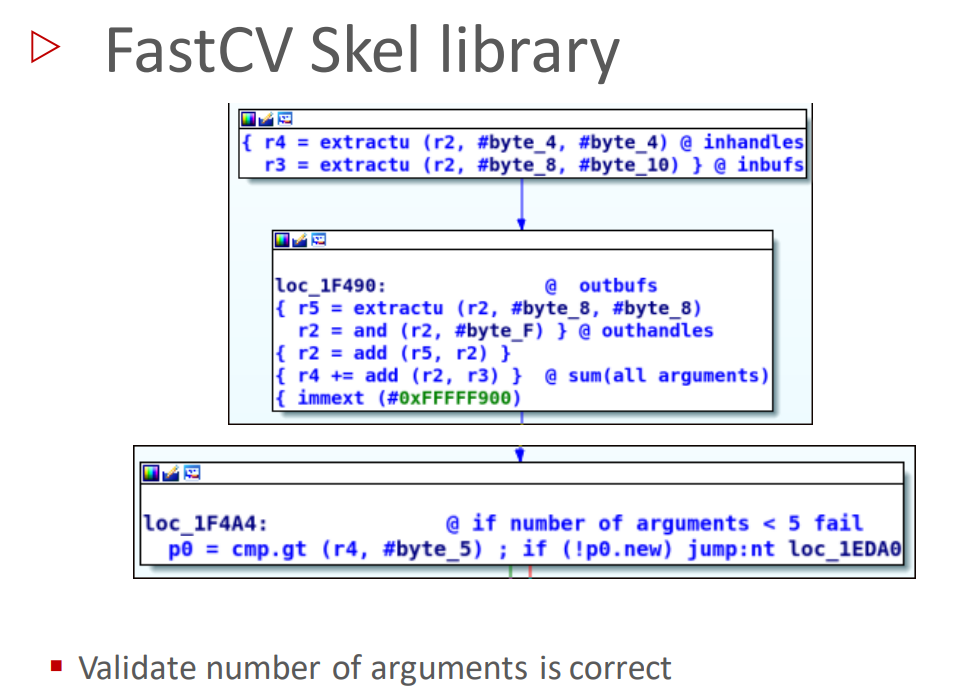 FastCV Skel library
{ r4 = extractu (r2, #byte_4, #byte_4) @ inhandles
r3 = extractu (r2, #byte_8, #byte_10) } @ inbufs
loc_1F490: @ outbufs
{ r5 = extractu (r2, #byte_8, #byte_8)
r2 = and (r2, #byte_F) } @ outhandles
{ r2 = add (r5, r2) }
{ r4 += add (r2, r3) } @ sum(all arguments)
{ immext (#0xFFFFF900)
loc_1F4A4: @ if number of arguments < 5 fail
p0 = cmp.gt (r4, #byte_5) ; if (!p0.new) jump:nt loc_1EDA0
Validate number of arguments is correct